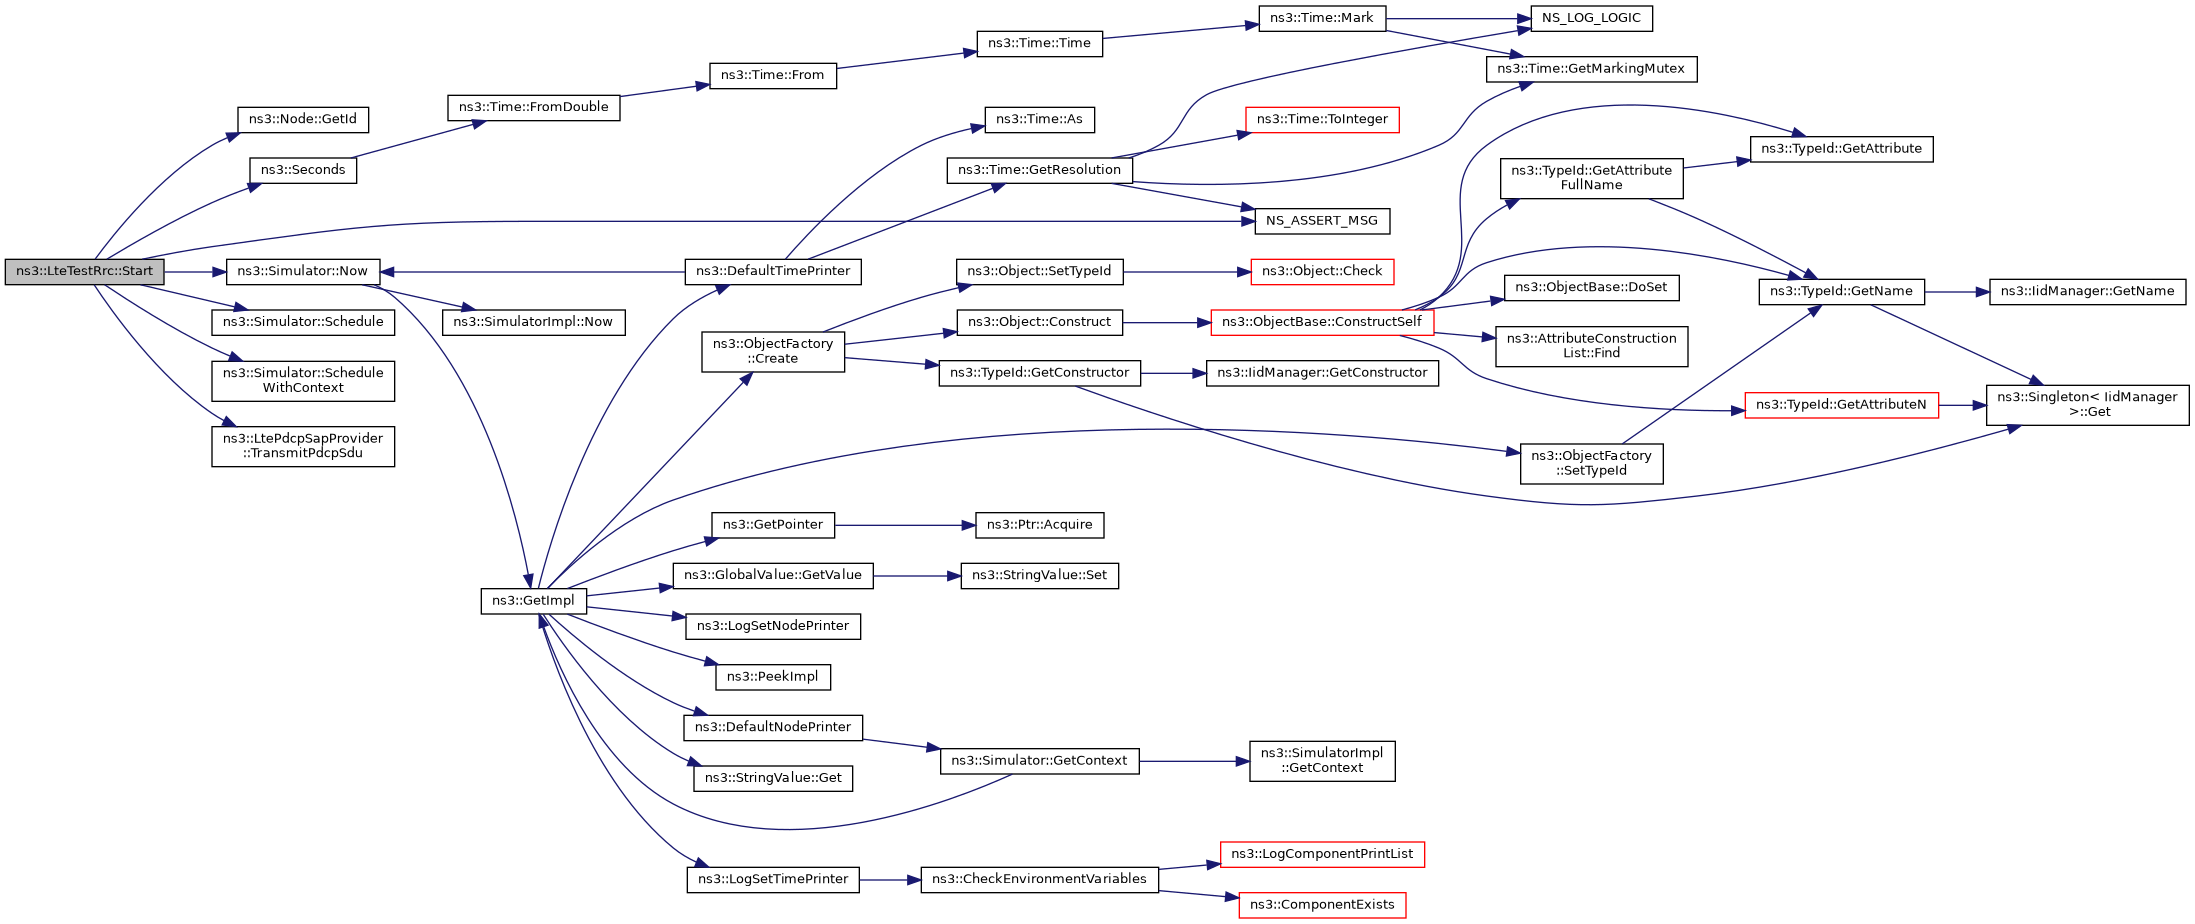 ns3::LteTestRrc::Start
ns3::Node::GetId
ns3::Seconds
ns3::Time::FromDouble
ns3::Time::From
ns3::Time::Time
ns3::Time::Mark
NS_LOG_LOGIC
ns3::Time::GetMarkingMutex
ns3::Simulator::Now
ns3::SimulatorImpl::Now
ns3::Simulator::Schedule
ns3::Simulator::Schedule
WithContext
ns3::LtePdcpSapProvider
::TransmitPdcpSdu
ns3::GetImpl
ns3::DefaultTimePrinter
ns3::Time::As
ns3::Time::GetResolution
ns3::Time::ToInteger
NS_ASSERT_MSG
ns3::ObjectFactory
::Create
ns3::Object::SetTypeId
ns3::Object::Check
ns3::Object::Construct
ns3::ObjectBase::ConstructSelf
ns3::TypeId::GetConstructor
ns3::IidManager::GetConstructor
ns3::TypeId::GetAttribute
FullName
ns3::TypeId::GetAttribute
ns3::ObjectBase::DoSet
ns3::AttributeConstruction
List::Find
ns3::TypeId::GetName
ns3::IidManager::GetName
ns3::TypeId::GetAttributeN
ns3::Singleton< IidManager
>::Get
ns3::ObjectFactory
::SetTypeId
ns3::GetPointer
ns3::Ptr::Acquire
ns3::GlobalValue::GetValue
ns3::StringValue::Set
ns3::LogSetNodePrinter
ns3::PeekImpl
ns3::DefaultNodePrinter
ns3::Simulator::GetContext
ns3::SimulatorImpl
::GetContext
ns3::StringValue::Get
ns3::LogSetTimePrinter
ns3::CheckEnvironmentVariables
ns3::LogComponentPrintList
ns3::ComponentExists